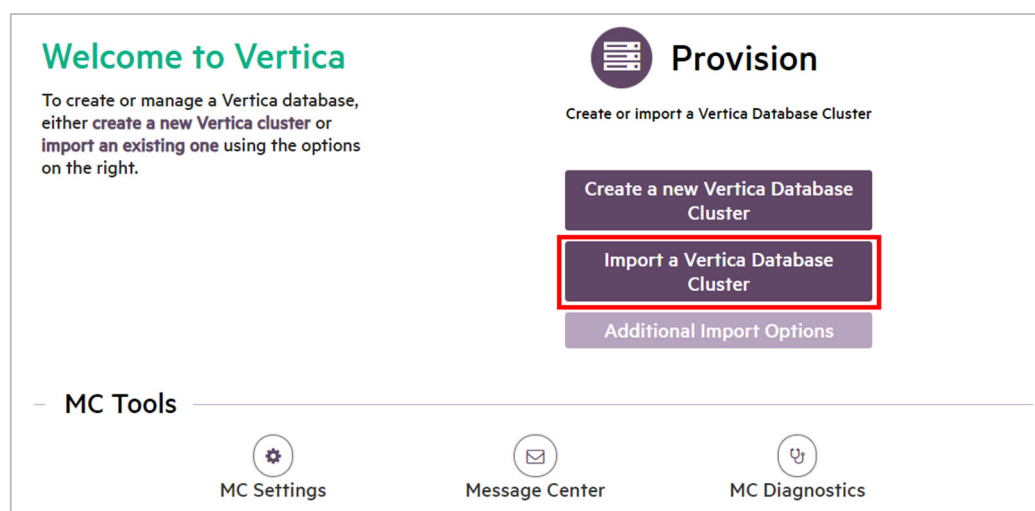 Welcome to Vertica
To create or manage a Vertica database,
either create a new Vertica cluster or
import an existing one using the options
on the right.
Provision
Create or import a Vertica Database Cluster
Create a new Vertica Database
Cluster
Import a Vertica Database
Cluster
Additional Import Options
MC Tools
MC Settings
Message Center
MC Diagnostics